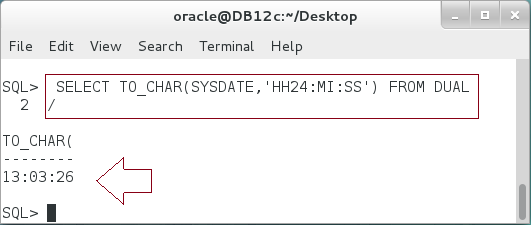 oracle@DB12c:~/Desktop
File Edit View Search Terminal Help
SQL> SELECT TO_CHAR(SYSDATE,'HH24:MI:SS') FROM DUAL
2 /
TO_CHAR(
--------
13:03:26
SQL>